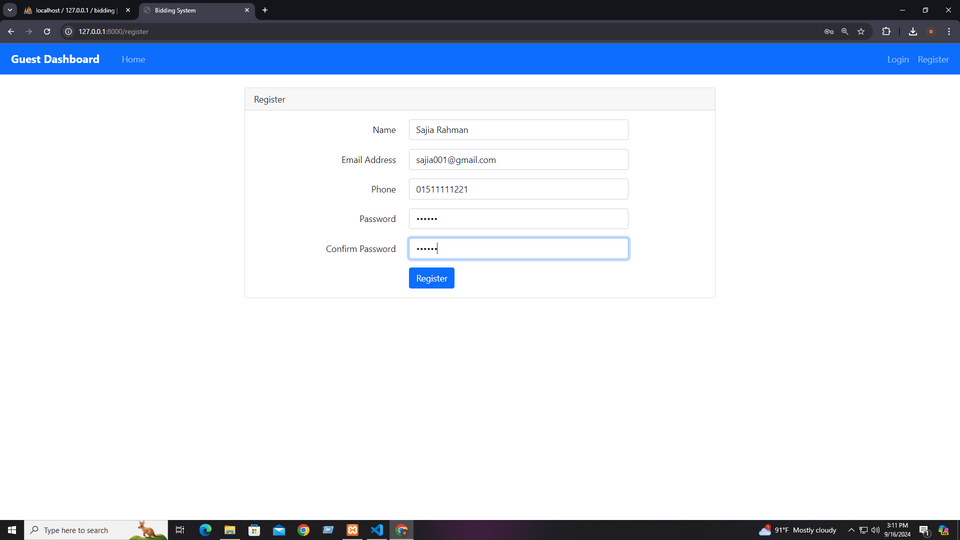 localhost / 127.0.0.1 / bidding |
Bidding System
127.0.0.1:8000/register
Guest Dashboard
Home
Login
Register
Register
Name
Sajia Rahman
Email Address
sajia001@gmail.com
Phone
01511111221
Password
••••••
Confirm Password
••••••
Register
Type here to search
91°F Mostly cloudy
3:11 PM
9/16/2024